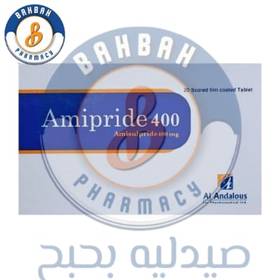 BAHBAH
PHARMACY
BAHBAH
20 Scored film coated Tablet
Amipride 400
Amisulpride 400 mg
Al Andalous
PHARMACY
صيدليه بحبح